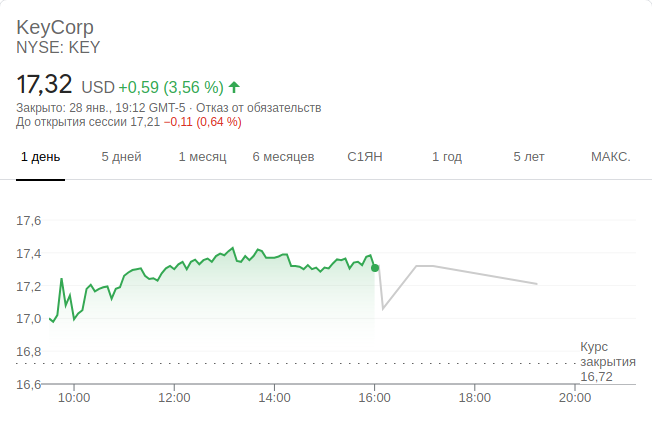 KeyCorp
NYSE: KEY
17,32 USD +0,59 (3,56 %)
Закрыто: 28 янв., 19:12 GMT-5 · Отказ от обязательств
До открытия сессии 17,21 −0,11 (0,64 %)
1 день 5 дней 1 месяц 6 месяцев С1ЯН 1 год 5 лет МАКС.
17,6
17,4
17,2
17,0
16,8
16,6
Курс
закрытия
16,72
10:00 12:00 14:00 16:00 18:00 20:00